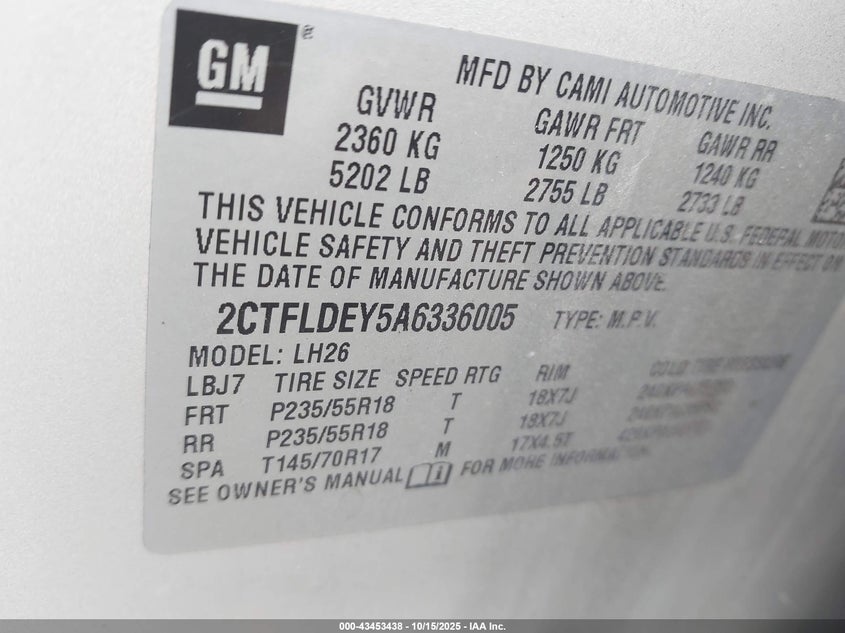 GM®
MFD BY CAMI AUTOMOTIVE INC.
GVWR GAWR FRT GAWR RR
2360 KG 1250 KG 1240 KG
5202 LB 2755 LB 2733 LB
THIS VEHICLE CONFORMS TO ALL APPLICABLE U.S. FEDERAL MOTOR
VEHICLE SAFETY AND THEFT PREVENTION STANDARDS IN EFFECT ON
THE DATE OF MANUFACTURE SHOWN ABOVE.
2CTFLDEY5A6336005 TYPE: M.P.V.
MODEL: LH26
LBJ7 TIRE SIZE SPEED RTG RIM COLD TIRE PRESSURE
FRT P235/55R18 T 18X7J
RR P235/55R18 T 18X7J
SPA T145/70R17 M 17X4.5T
SEE OWNER'S MANUAL FOR MORE INFORMATION.
000-43453438 - 10/15/2025 - IAA Inc.